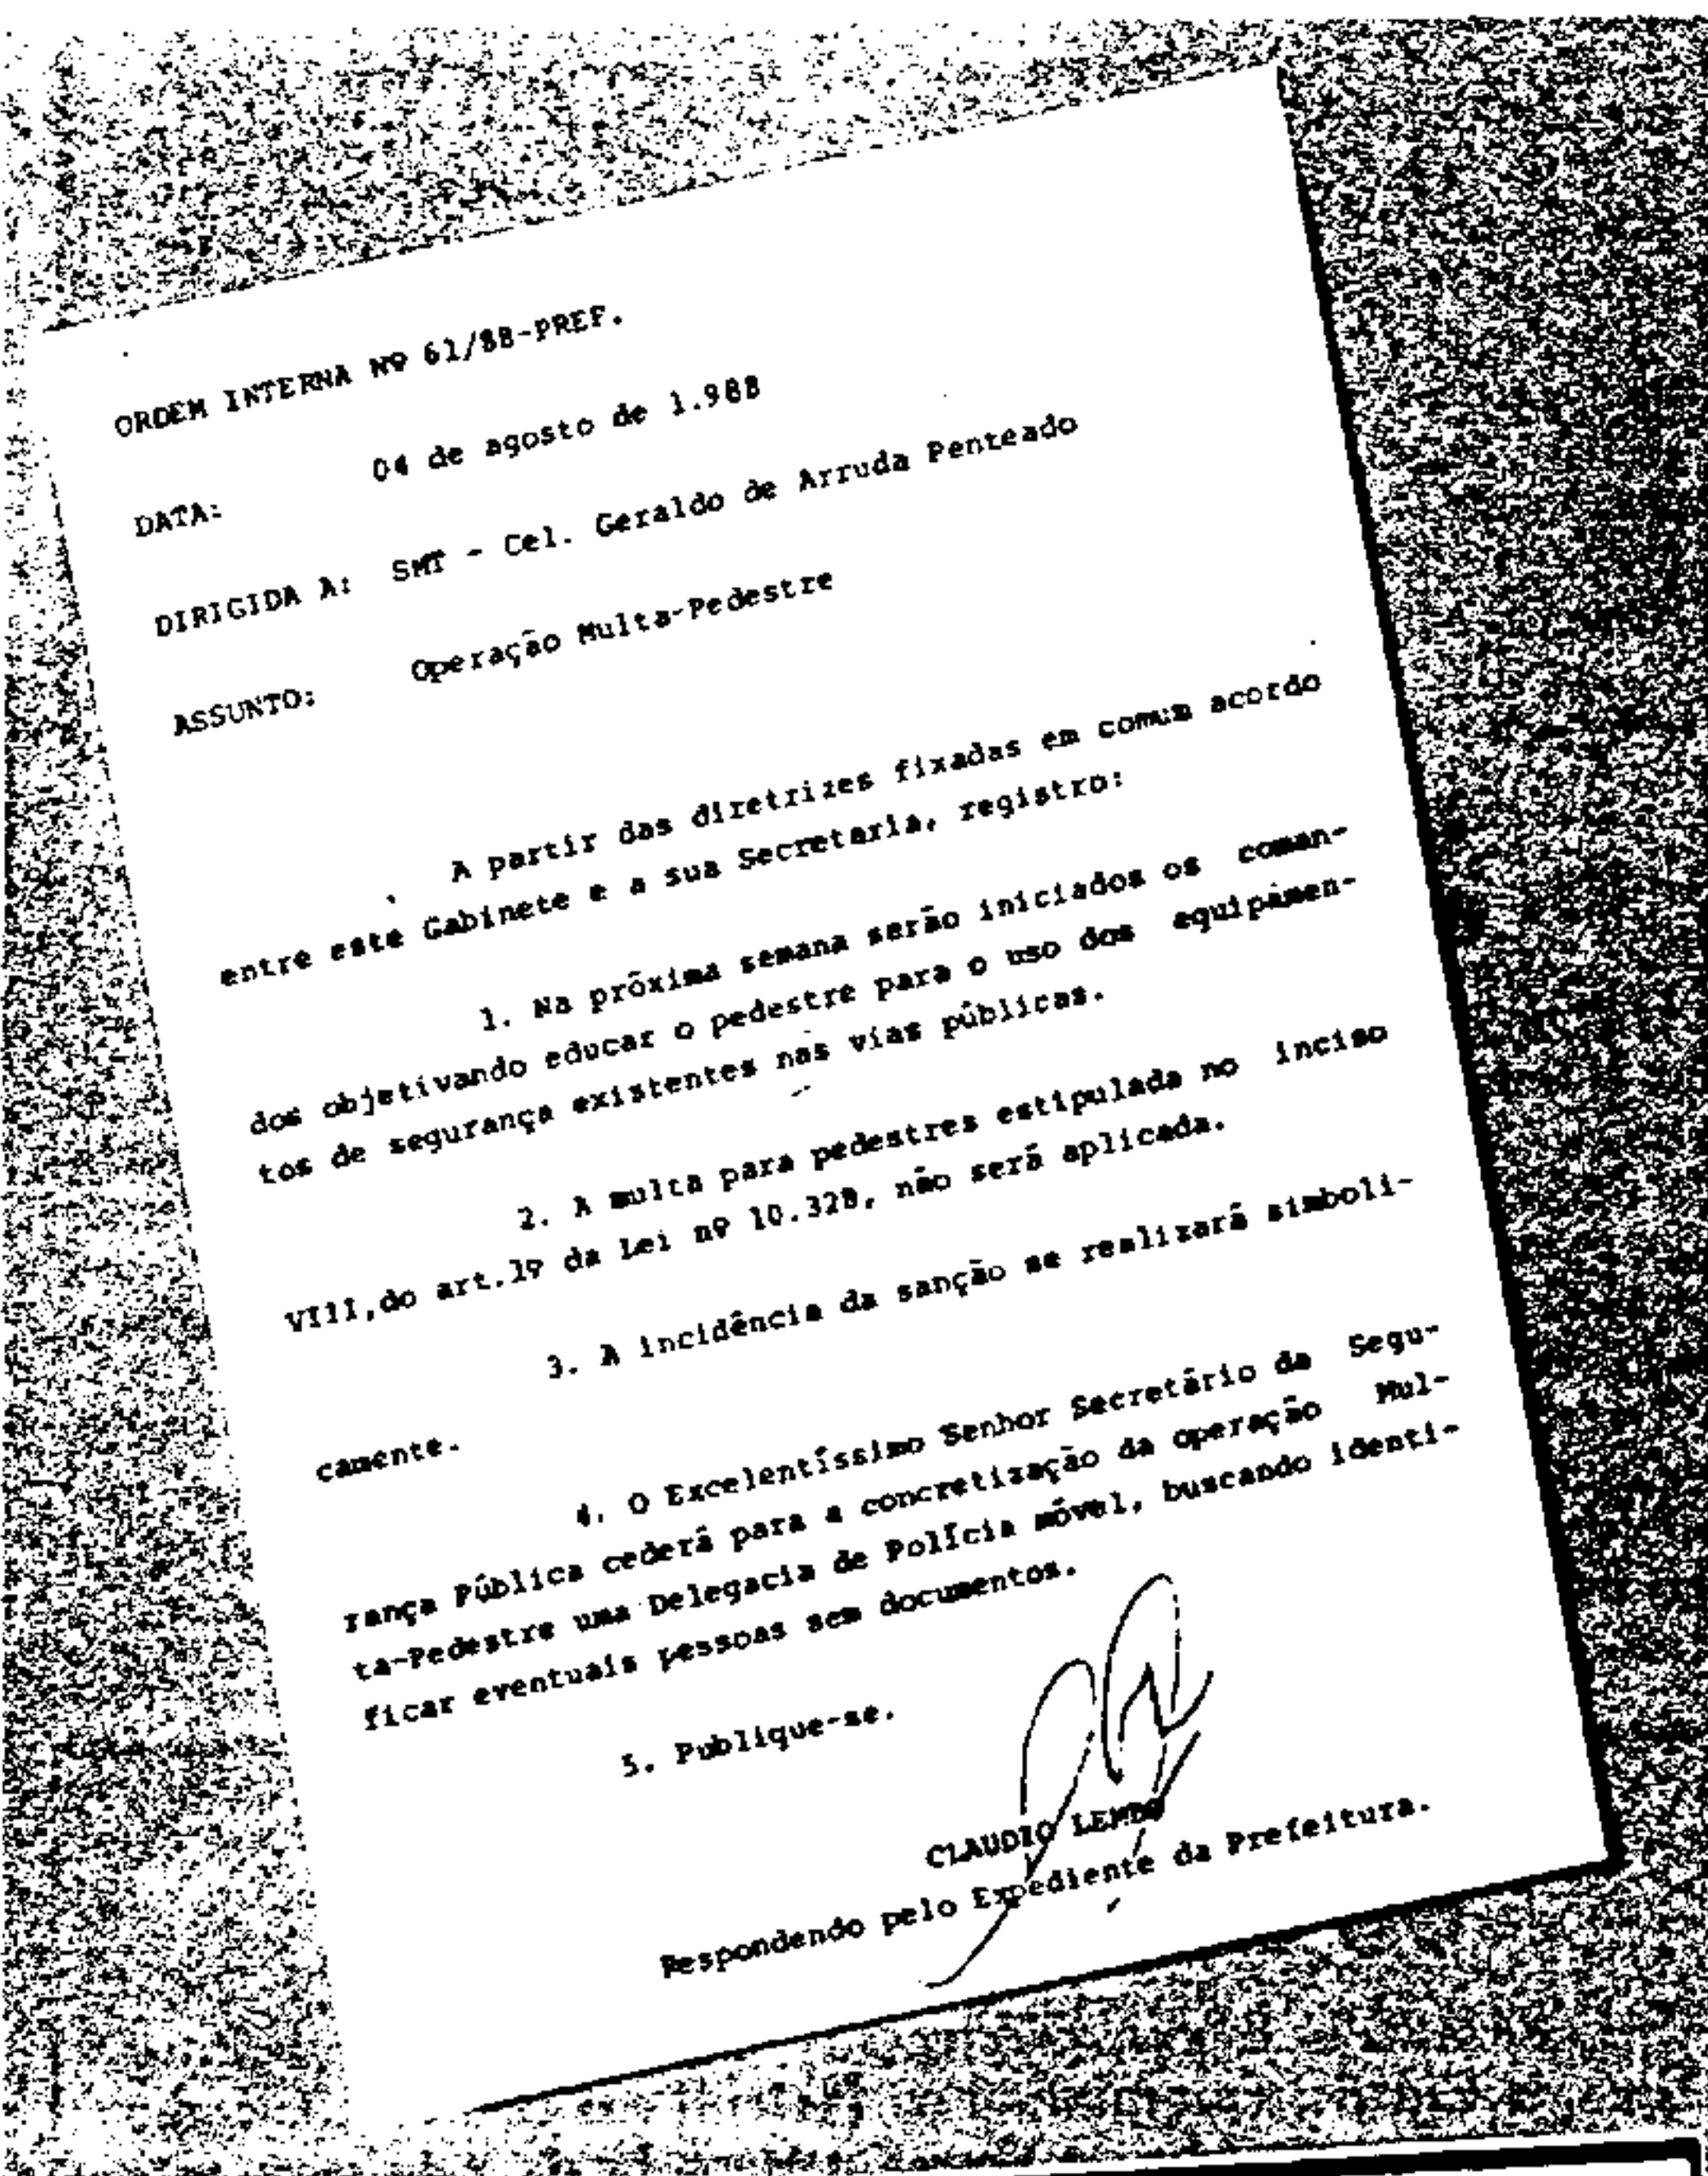 ORDEM INTERNA Nº 61/88-PREF.
DATA: 04 de agosto de 1.988
DIRIGIDA A: SMT - Cel. Geraldo de Arruda Penteado
ASSUNTO: Operação Multa-Pedestre
A partir das diretrizes fixadas em comum acordo
entre este Gabinete e a sua Secretaria, registro:
1. Na próxima semana serão iniciados os coman-
dos objetivando educar o pedestre para o uso dos equipamen-
tos de segurança existentes nas vias públicas.
2. A multa para pedestres estipulada no inciso
VIII,do art.1º da Lei nº 10.328, não será aplicada.
3. A incidência da sanção se realizará simboli-
camente.
4. O Excelentíssimo Senhor Secretário da Segu-
rança Pública cederá para a concretização da operação Mul-
ta-Pedestre uma Delegacia de Polícia móvel, buscando identi-
ficar eventuais pessoas sem documentos.
5. Publique-se.
CLAUDIO LEMBO
Respondendo pelo Expediente da Prefeitura.